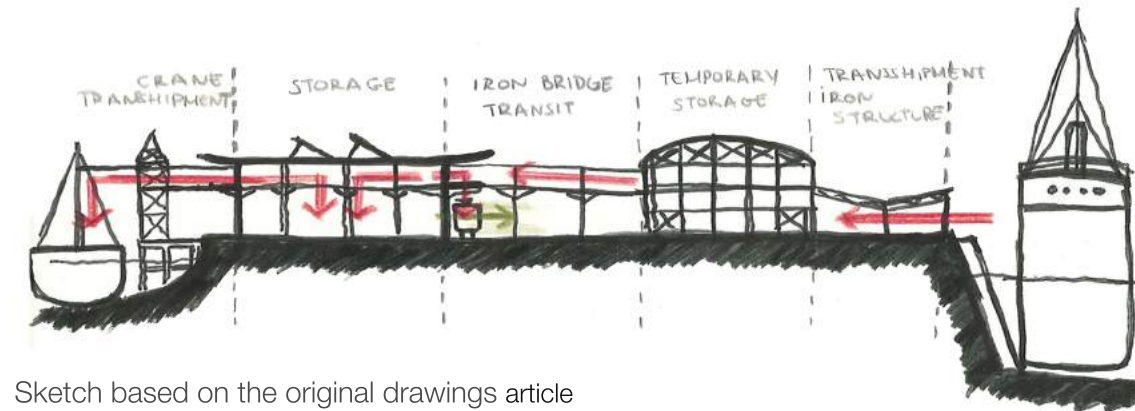 CRANE
TRANSHIPMENT
STORAGE
IRON BRIDGE
TRANSIT
TEMPORARY
STORAGE
TRANSSHIPMENT
IRON
STRUCTURE
Sketch based on the original drawings article